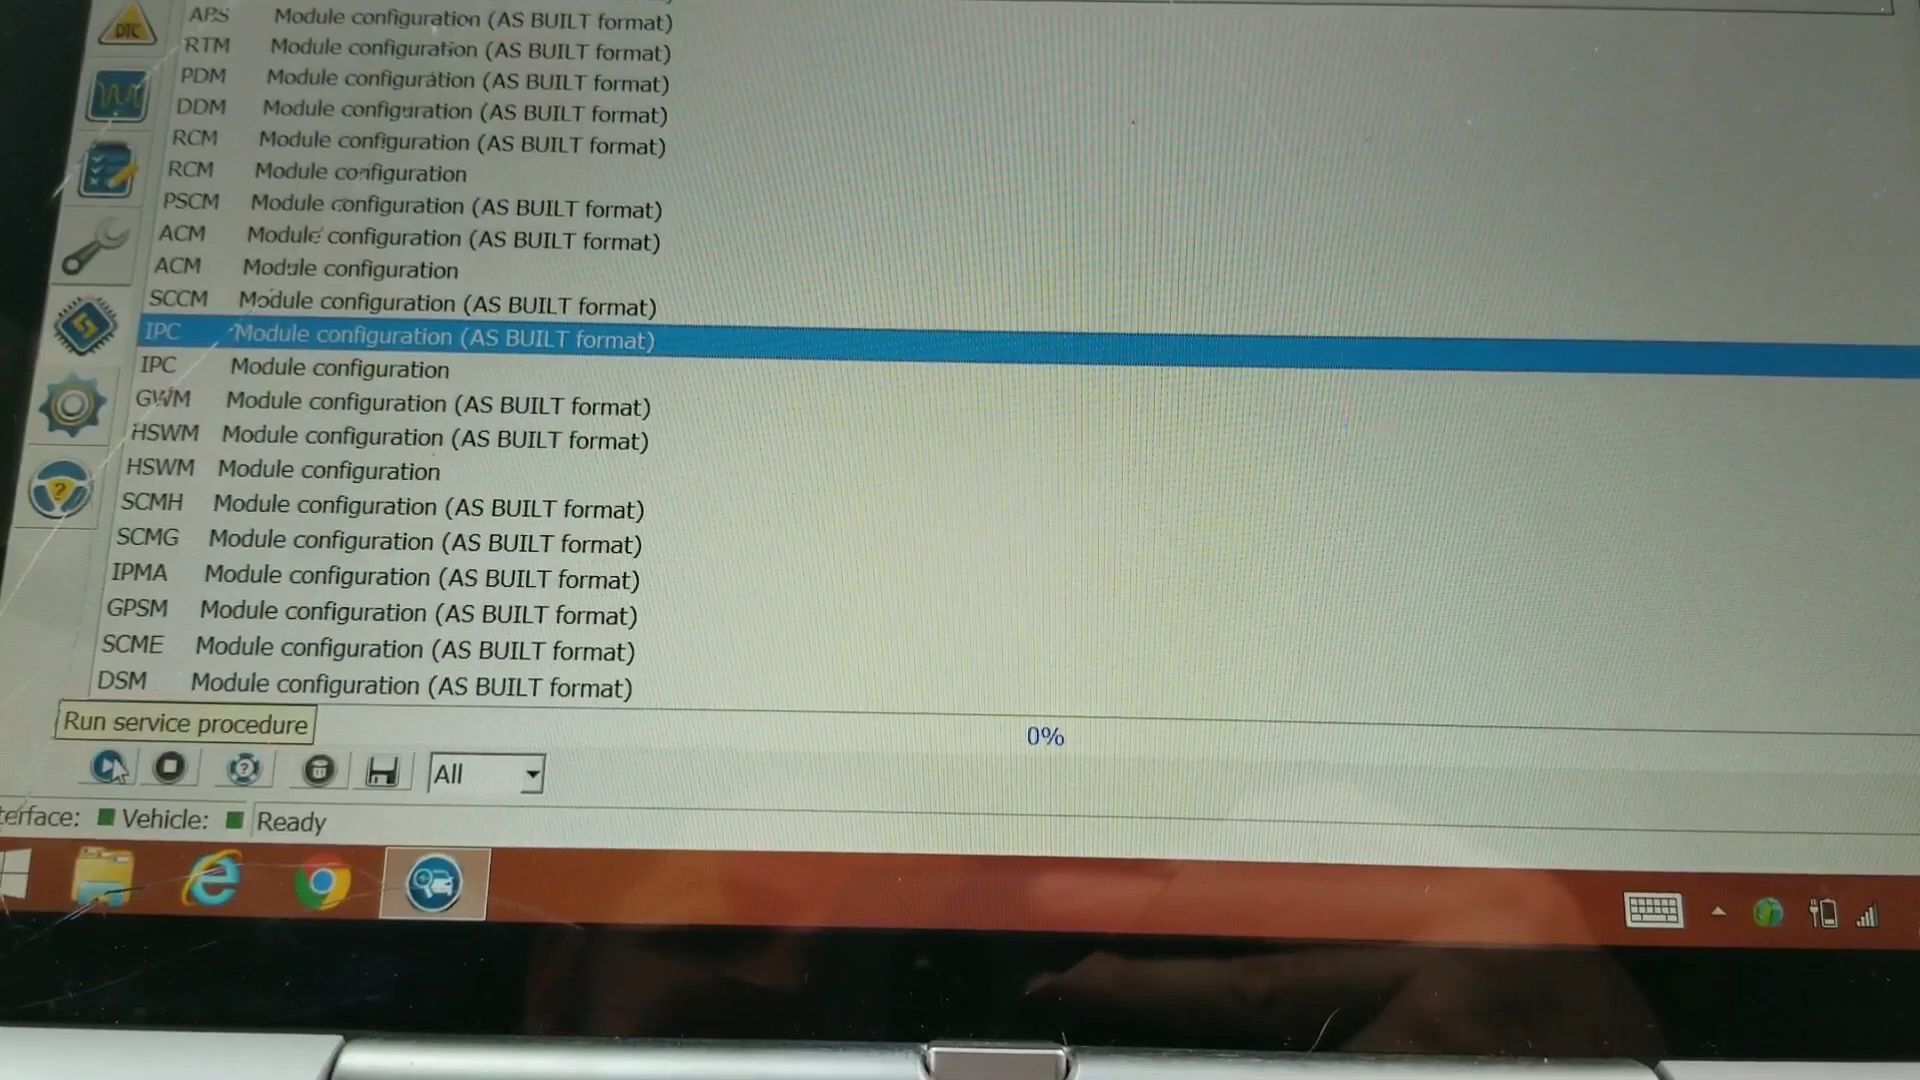 APS Module configuration (AS BUILT format)
RTM Module configuration (AS BUILT format)
PDM Module configuration (AS BUILT format)
DDM Module configuration (AS BUILT format)
RCM Module configuration (AS BUILT format)
RCM Module configuration
PSCM Module configuration (AS BUILT format)
ACM Module configuration (AS BUILT format)
ACM Module configuration
SCCM Module configuration (AS BUILT format)
IPC Module configuration (AS BUILT format)
IPC Module configuration
GWM Module configuration (AS BUILT format)
HSWM Module configuration (AS BUILT format)
HSWM Module configuration
SCMH Module configuration (AS BUILT format)
SCMG Module configuration (AS BUILT format)
IPMA Module configuration (AS BUILT format)
GPSM Module configuration (AS BUILT format)
SCME Module configuration (AS BUILT format)
DSM Module configuration (AS BUILT format)
Run service procedure
0%
All
terface: Vehicle: Ready
DTC